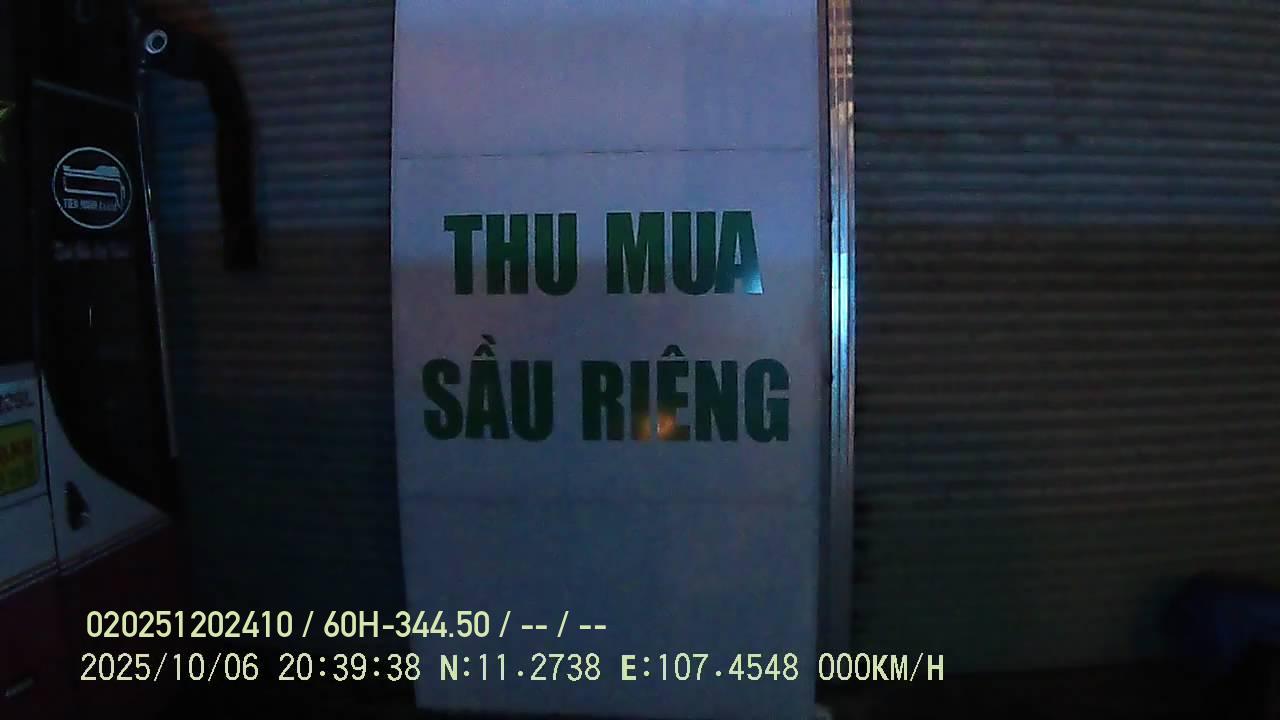 THU MUA
SẦU RIÊNG
020251202410 / 60H-344.50 / -- / --
2025/10/06 20:39:38 N:11.2738 E:107.4548 000KM/H